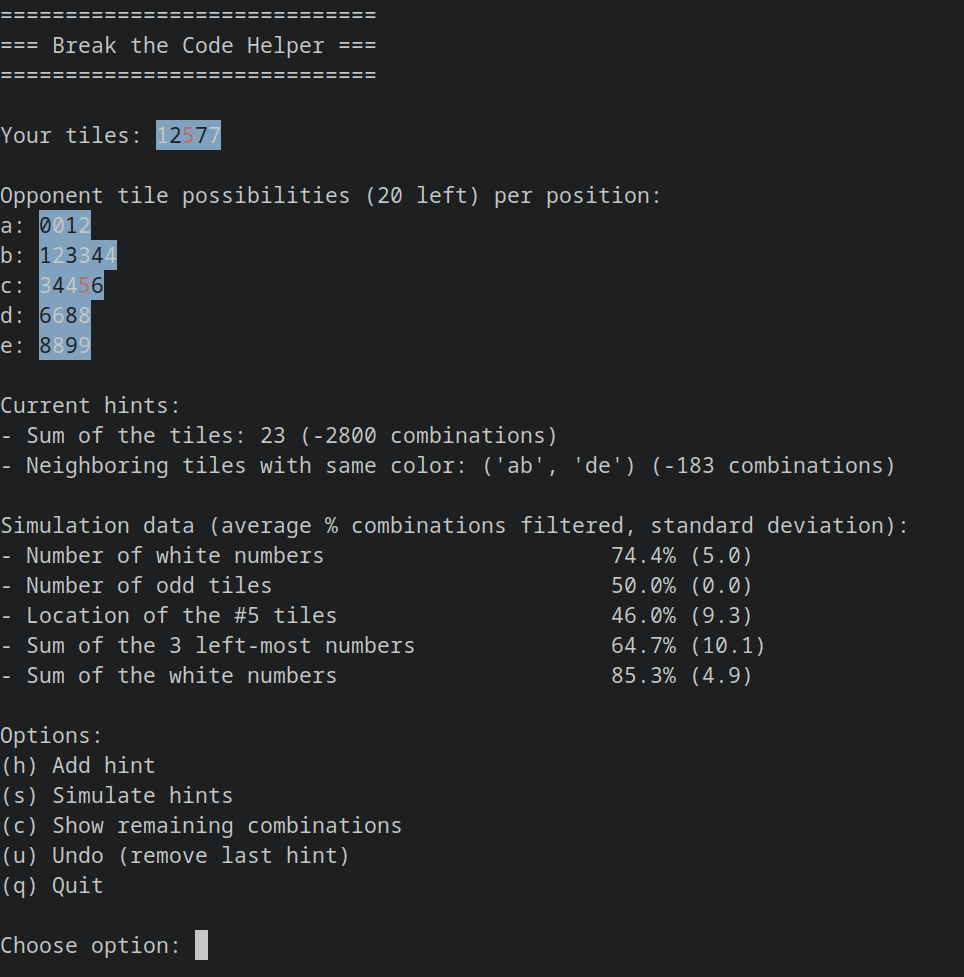 =============================
=== Break the Code Helper ===
=============================
Your tiles: 12577
Opponent tile possibilities (20 left) per position:
a: 0012
b: 123344
c: 34456
d: 6688
e: 8899
Current hints:
- Sum of the tiles: 23 (-2800 combinations)
- Neighboring tiles with same color: ('ab', 'de') (-183 combinations)
Simulation data (average % combinations filtered, standard deviation):
- Number of white numbers 74.4% (5.0)
- Number of odd tiles 50.0% (0.0)
- Location of the #5 tiles 46.0% (9.3)
- Sum of the 3 left-most numbers 64.7% (10.1)
- Sum of the white numbers 85.3% (4.9)
Options:
(h) Add hint
(s) Simulate hints
(c) Show remaining combinations
(u) Undo (remove last hint)
(q) Quit
Choose option: